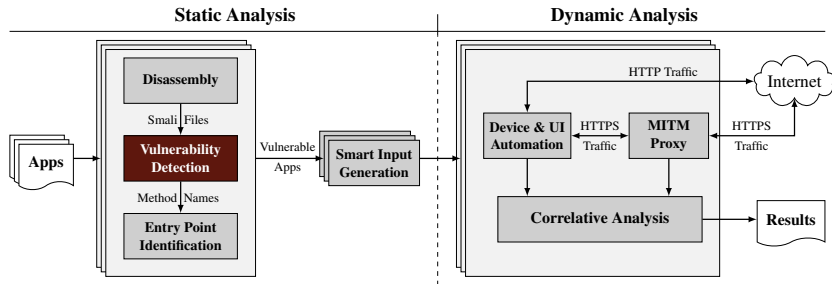 Static Analysis
Dynamic Analysis
Disassembly
Smali Files
Vulnerability
Detection
Method Names
Entry Point
Identification
Apps
Vulnerable
Apps
Smart Input
Generation
HTTP Traffic
Internet
Device & UI
Automation
HTTPS
Traffic
MITM
Proxy
HTTPS
Traffic
Correlative Analysis
Results